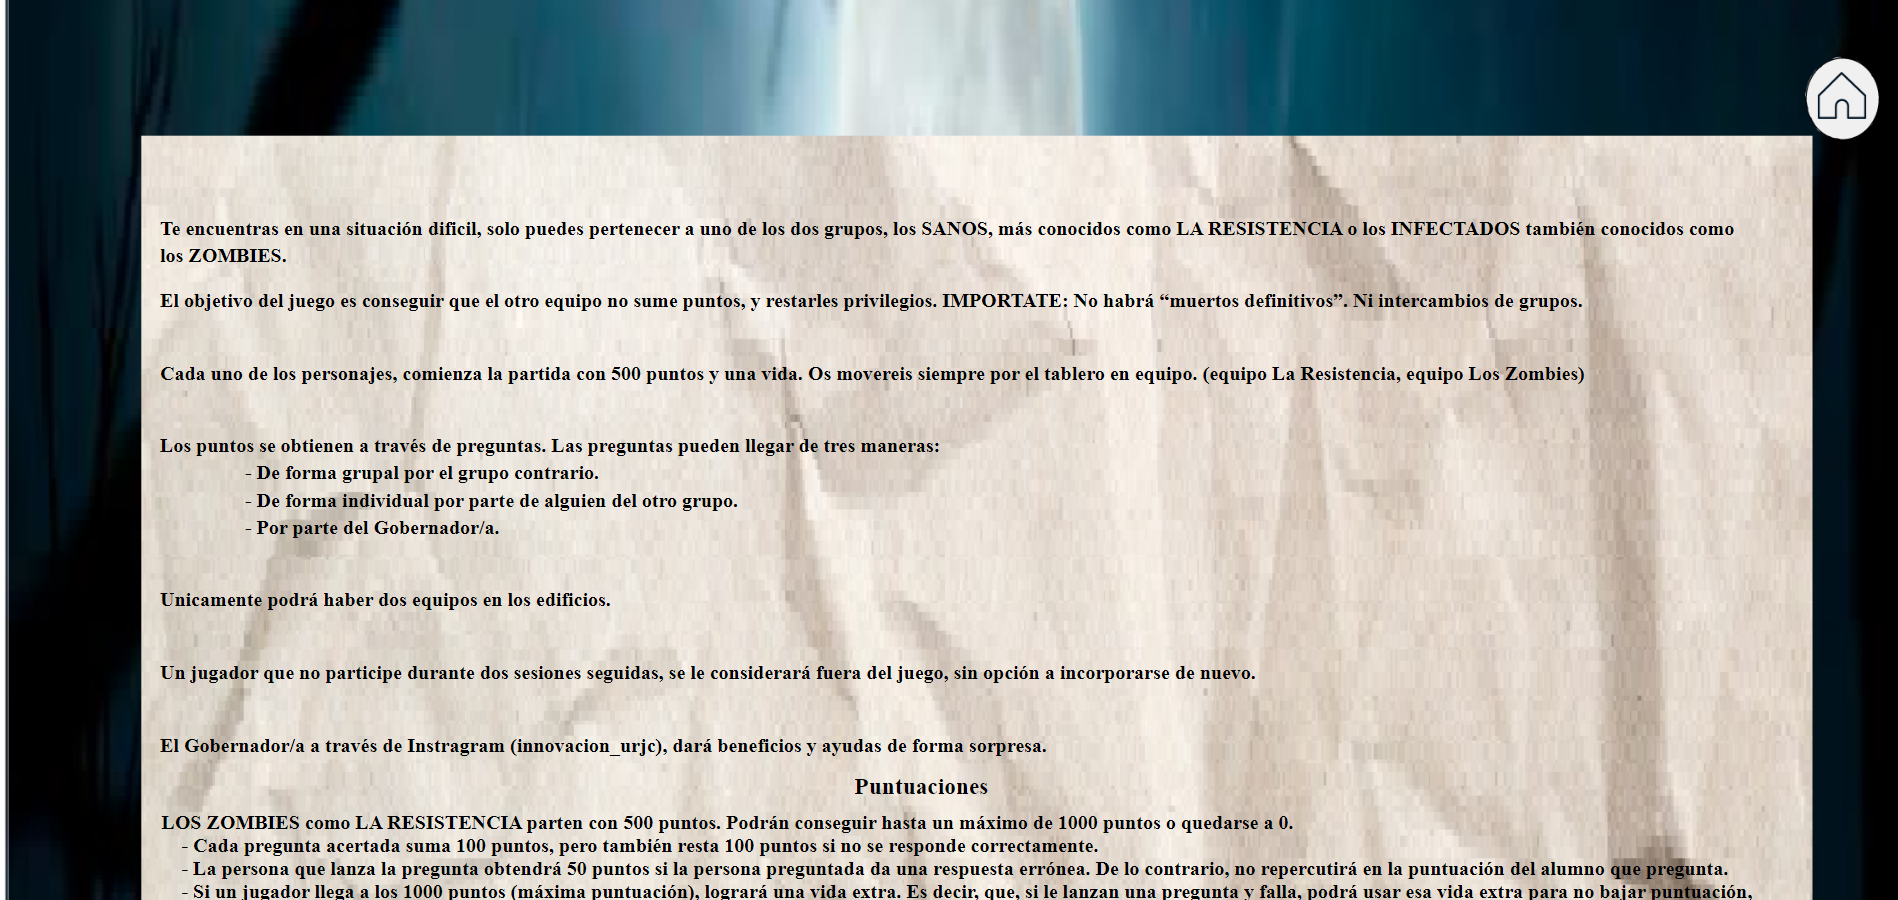 Te encuentras en una situación dificil, solo puedes pertenecer a uno de los dos grupos, los SANOS, más conocidos como LA RESISTENCIA o los INFECTADOS también conocidos como
los ZOMBIES.
El objetivo del juego es conseguir que el otro equipo no sume puntos, y restarles privilegios. IMPORTATE: No habrá “muertos definitivos”. Ni intercambios de grupos.
Cada uno de los personajes, comienza la partida con 500 puntos y una vida. Os movereis siempre por el tablero en equipo. (equipo La Resistencia, equipo Los Zombies)
Los puntos se obtienen a través de preguntas. Las preguntas pueden llegar de tres maneras:
- De forma grupal por el grupo contrario.
- De forma individual por parte de alguien del otro grupo.
- Por parte del Gobernador/a.
Unicamente podrá haber dos equipos en los edificios.
Un jugador que no participe durante dos sesiones seguidas, se le considerará fuera del juego, sin opción a incorporarse de nuevo.
El Gobernador/a a través de Instragram (innovacion_urjc), dará beneficios y ayudas de forma sorpresa.
Puntuaciones
LOS ZOMBIES como LA RESISTENCIA parten con 500 puntos. Podrán conseguir hasta un máximo de 1000 puntos o quedarse a 0.
- Cada pregunta acertada suma 100 puntos, pero también resta 100 puntos si no se responde correctamente.
- La persona que lanza la pregunta obtendrá 50 puntos si la persona preguntada da una respuesta errónea. De lo contrario, no repercutirá en la puntuación del alumno que pregunta.
- Si un jugador llega a los 1000 puntos (máxima puntuación), logrará una vida extra. Es decir, que, si le lanzan una pregunta y falla, podrá usar esa vida extra para no bajar puntuación,